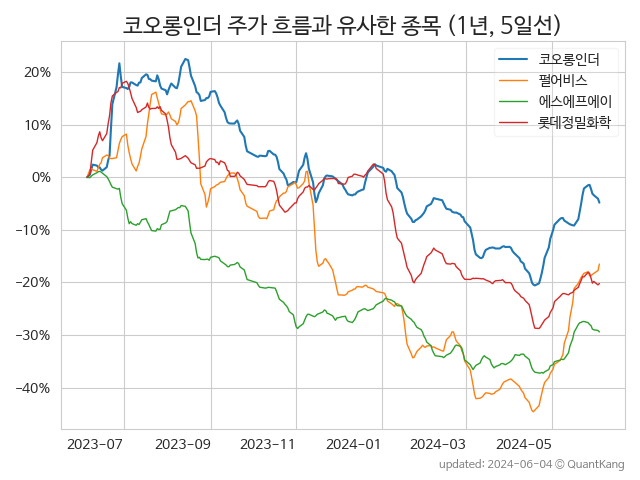 코오롱인더 주가 흐름과 유사한 종목 (1년, 5일선)
코오롱인더
펄어비스
에스에프에이
롯데정밀화학
20%
10%
0%
−10%
−20%
−30%
−40%
2023-07
2023-09
2023-11
2024-01
2024-03
2024-05
updated: 2024-06-04 © QuantKang